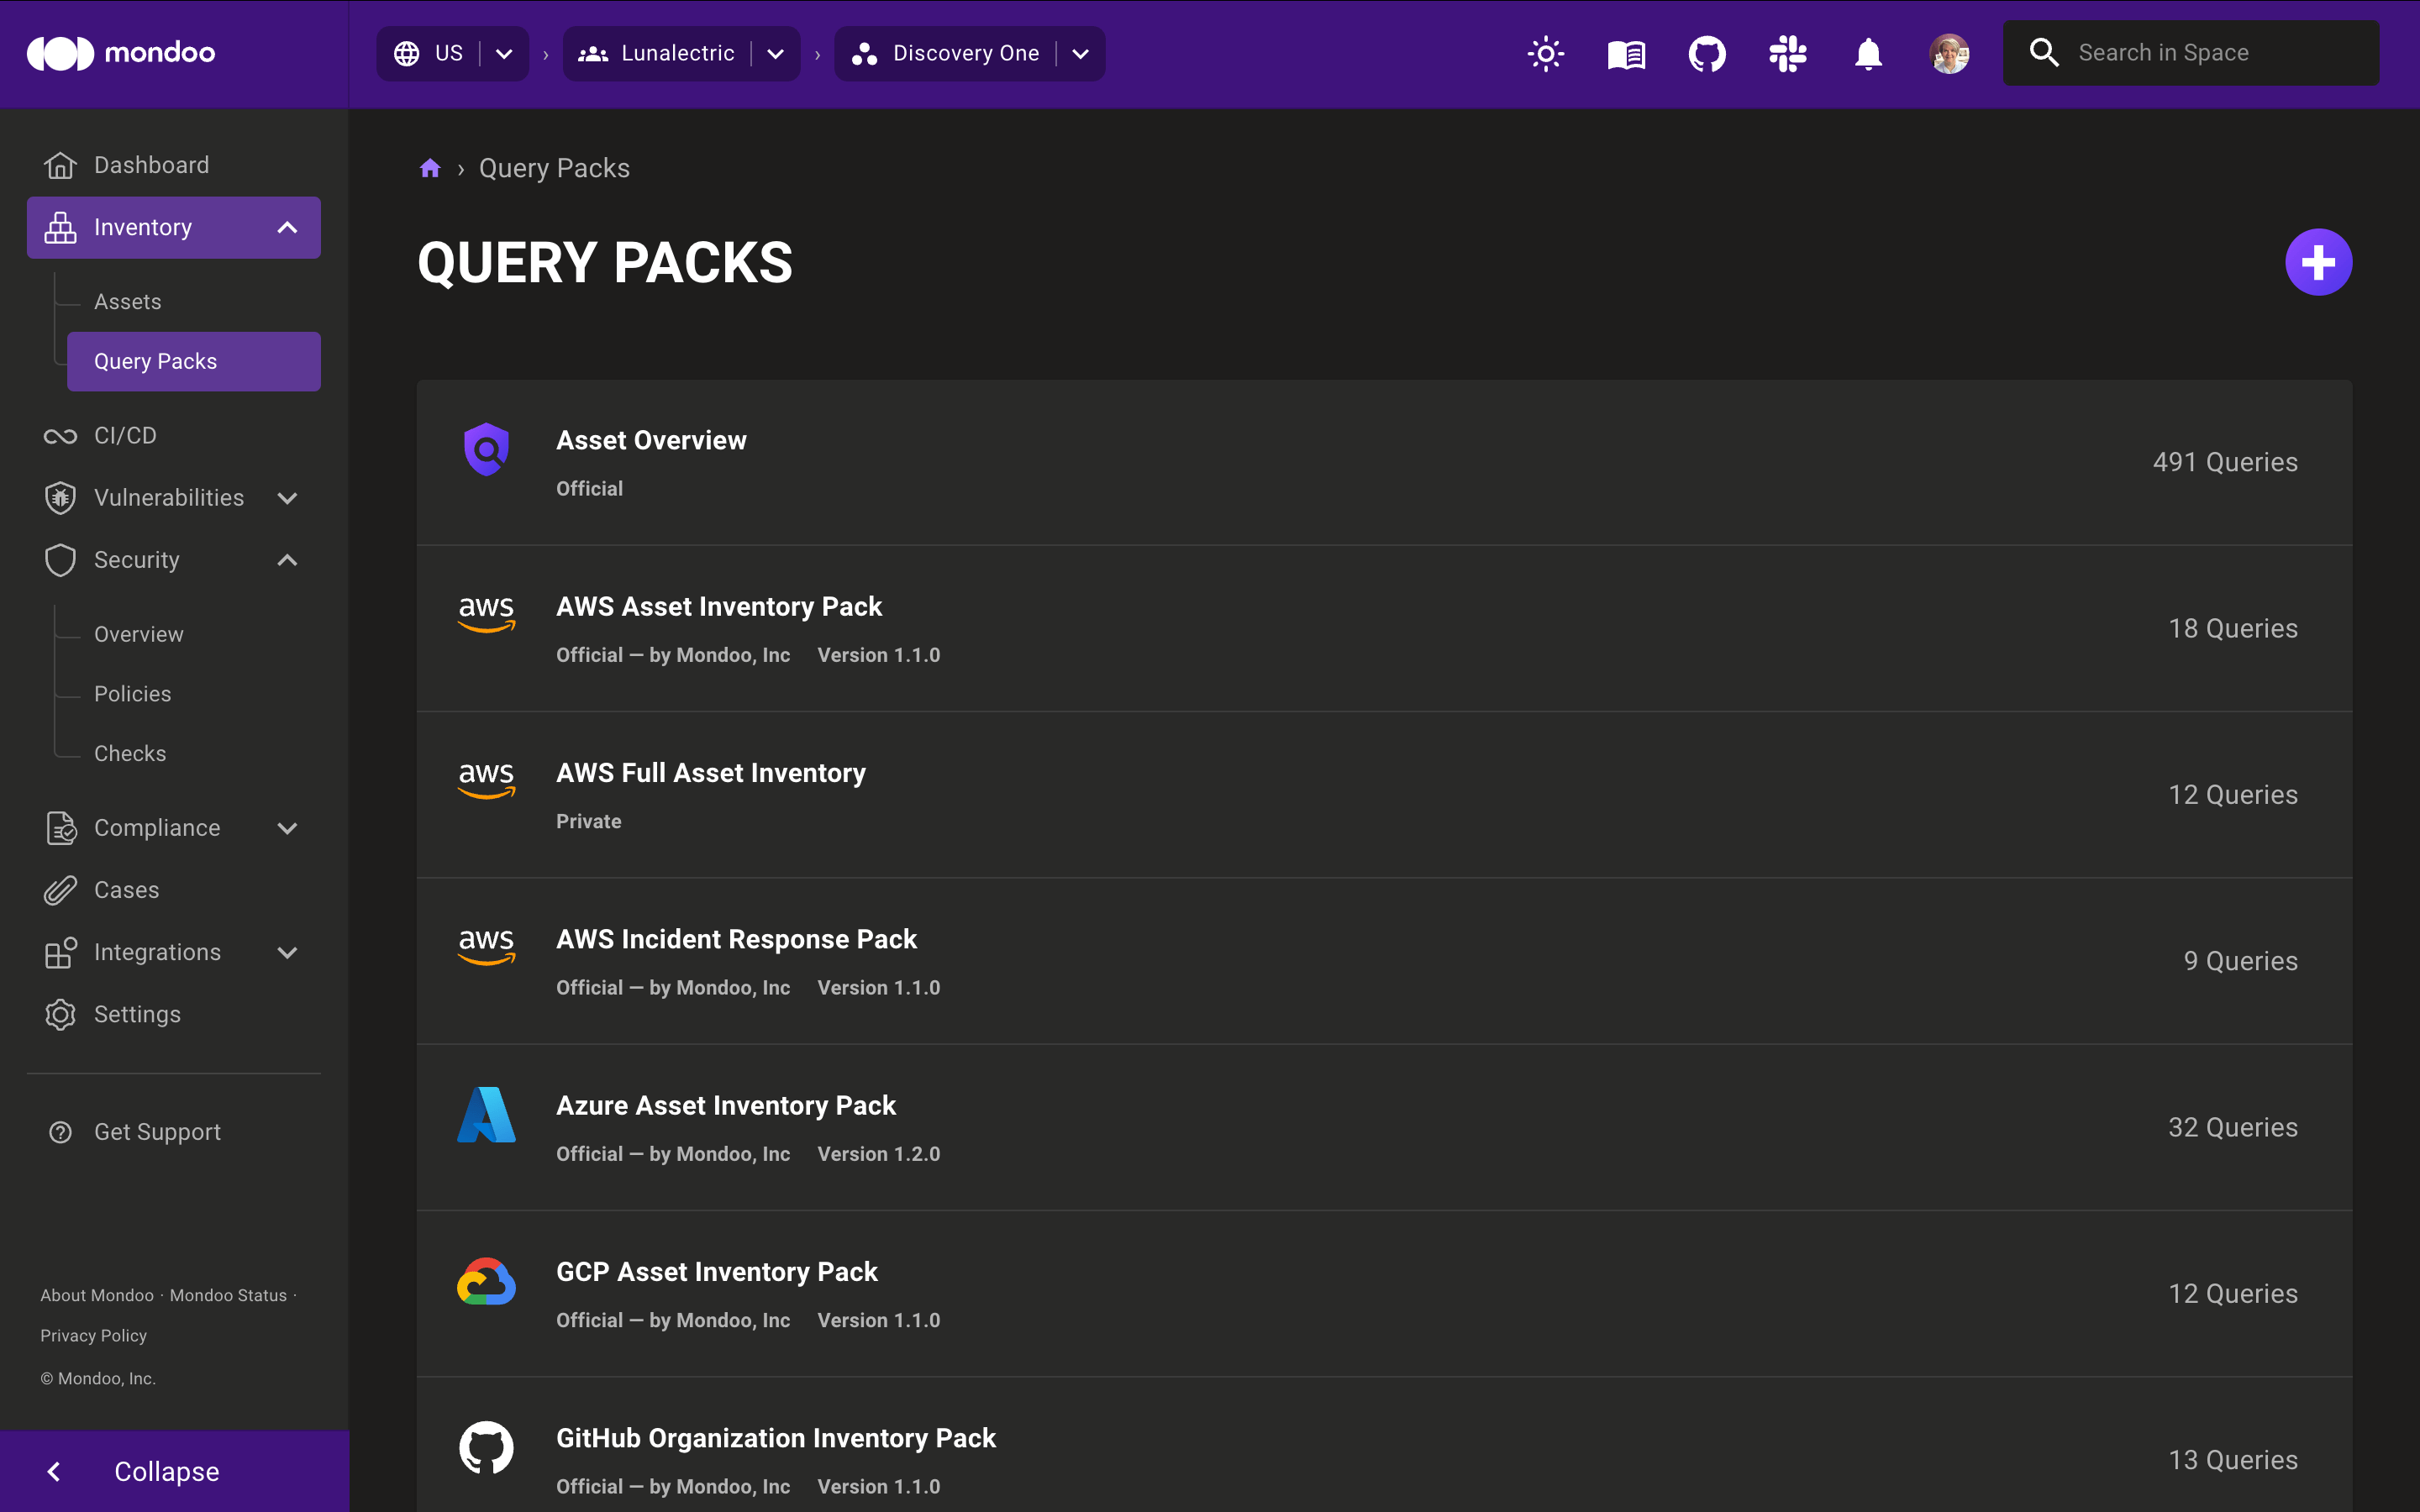 mondoo
US
Lunalectric
Discovery One
Search in Space
Dashboard
Inventory
Assets
Query Packs
CI/CD
Vulnerabilities
Security
Overview
Policies
Checks
Compliance
Cases
Integrations
Settings
Get Support
About Mondoo · Mondoo Status ·
Privacy Policy
© Mondoo, Inc.
Collapse
› Query Packs
QUERY PACKS
Asset Overview
Official
491 Queries
aws
AWS Asset Inventory Pack
Official — by Mondoo, Inc Version 1.1.0
18 Queries
aws
AWS Full Asset Inventory
Private
12 Queries
aws
AWS Incident Response Pack
Official — by Mondoo, Inc Version 1.1.0
9 Queries
Azure Asset Inventory Pack
Official — by Mondoo, Inc Version 1.2.0
32 Queries
GCP Asset Inventory Pack
Official — by Mondoo, Inc Version 1.1.0
12 Queries
GitHub Organization Inventory Pack
Official — by Mondoo, Inc Version 1.1.0
13 Queries